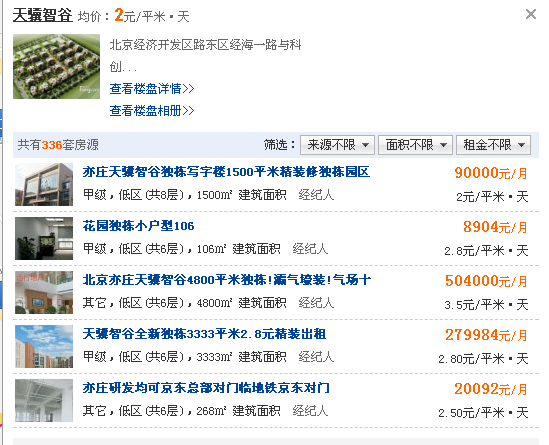 天骥智谷 均价：2元/平米·天
北京经济开发区路东区经海一路与科
创...
查看楼盘详情>>
查看楼盘相册>>
共有336套房源 筛选： 来源不限 面积不限 租金不限
亦庄天骥智谷独栋写字楼1500平米精装修独栋园区 90000元/月
甲级，低区(共8层)，1500㎡ 建筑面积 经纪人 2元/平米·天
花园独栋小户型106 8904元/月
甲级，低区(共6层)，106㎡ 建筑面积 经纪人 2.8元/平米·天
北京亦庄天骥智谷4800平米独栋!霸气壕装!气场十 504000元/月
其它，低区(共6层)，4800㎡ 建筑面积 经纪人 3.5元/平米·天
天骥智谷全新独栋3333平米2.8元精装出租 279984元/月
甲级，低区(共6层)，3333㎡ 建筑面积 经纪人 2.80元/平米·天
亦庄研发均可京东总部对门临地铁京东对门 20092元/月
甲级，低区(共6层)，268㎡ 建筑面积 经纪人 2.50元/平米·天